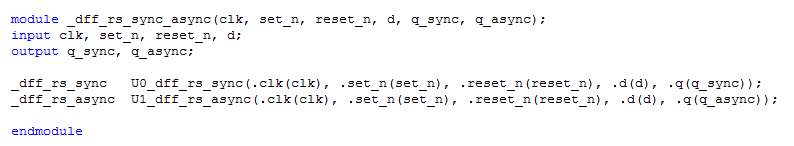 module _dff_rs_sync_async(clk, set_n, reset_n, d, q_sync, q_async);
input clk, set_n, reset_n, d;
output q_sync, q_async;
_dff_rs_sync   U0_dff_rs_sync(.clk(clk), .set_n(set_n), .reset_n(reset_n), .d(d), .q(q_sync));
_dff_rs_async  U1_dff_rs_async(.clk(clk), .set_n(set_n), .reset_n(reset_n), .d(d), .q(q_async));
endmodule